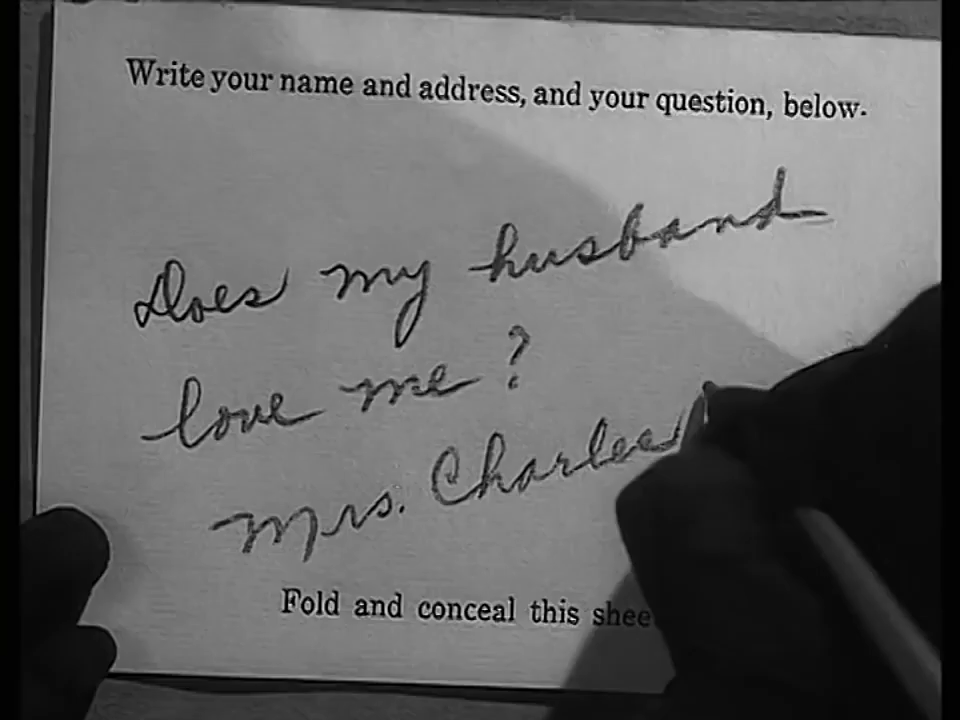 Write your name and address, and your question, below.
Does my husband
love me?
Mrs. Charles
Fold and conceal this